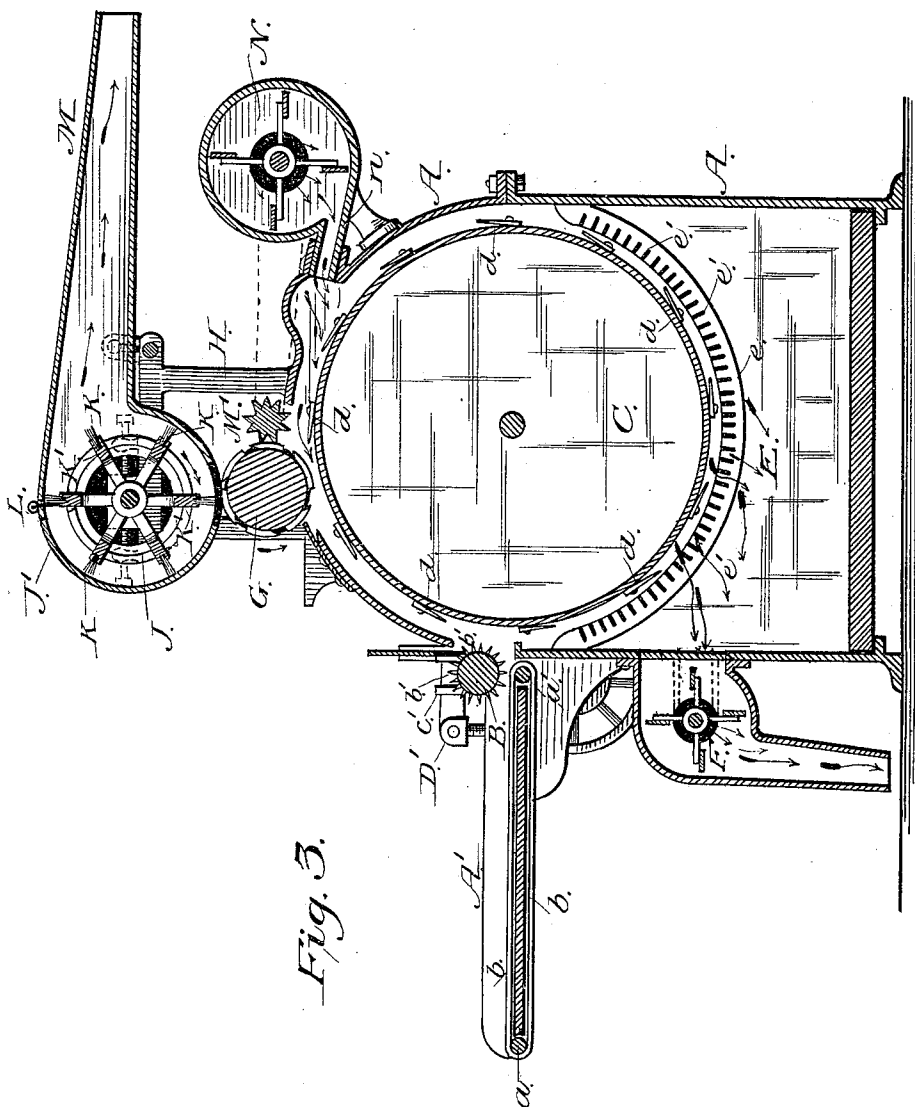 Fig. 3.
M.
N.
L.
J'
K
K'
K.
H.
n.
A.
J.
K
G.
K
N'
d.
A.
e'
e'
e
C.
E.
e'
d.
d.
d.
d.
b'
b'
C'
D'
B.
a
F.
A'
b.
b.
a.